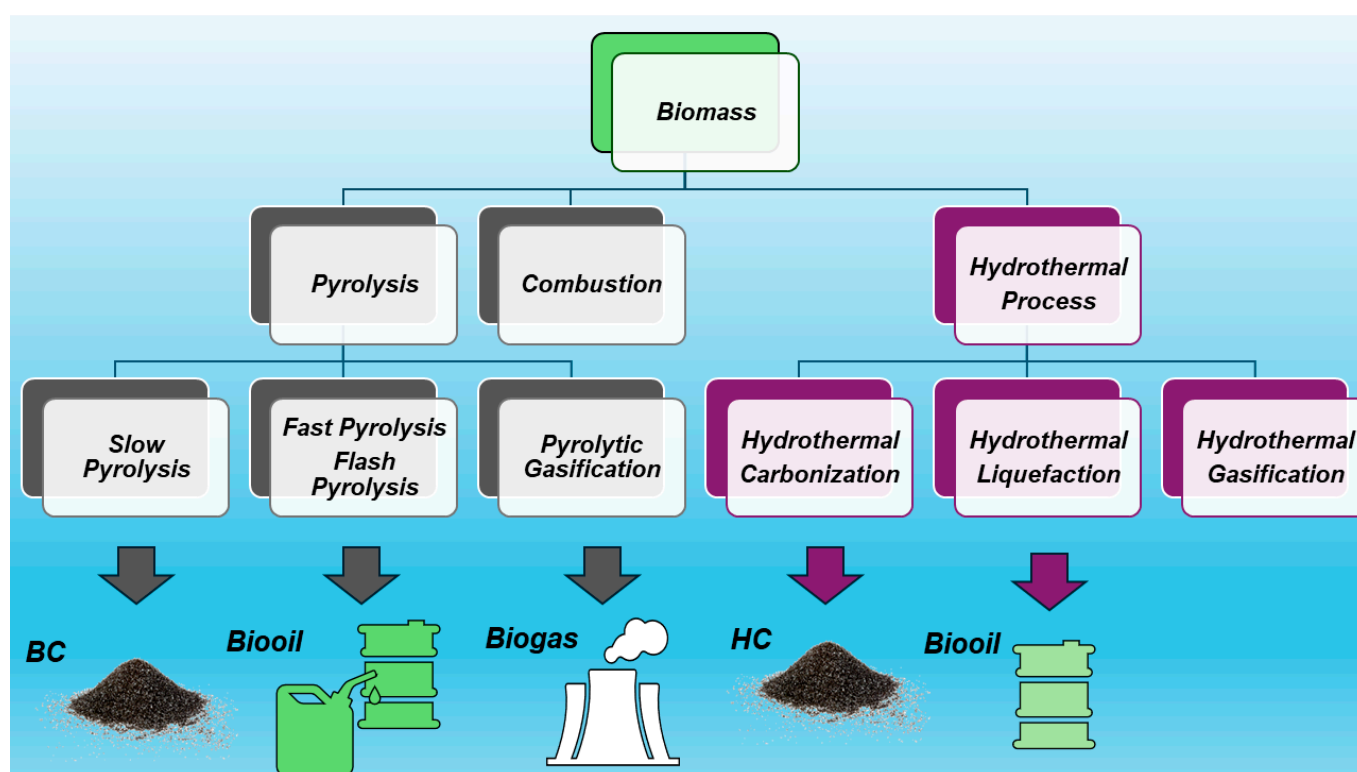 Biomass
Pyrolysis
Combustion
Hydrothermal
Process
Slow
Pyrolysis
Fast Pyrolysis
Flash
Pyrolysis
Pyrolytic
Gasification
Hydrothermal
Carbonization
Hydrothermal
Liquefaction
Hydrothermal
Gasification
BC
Biooil
Biogas
HC
Biooil